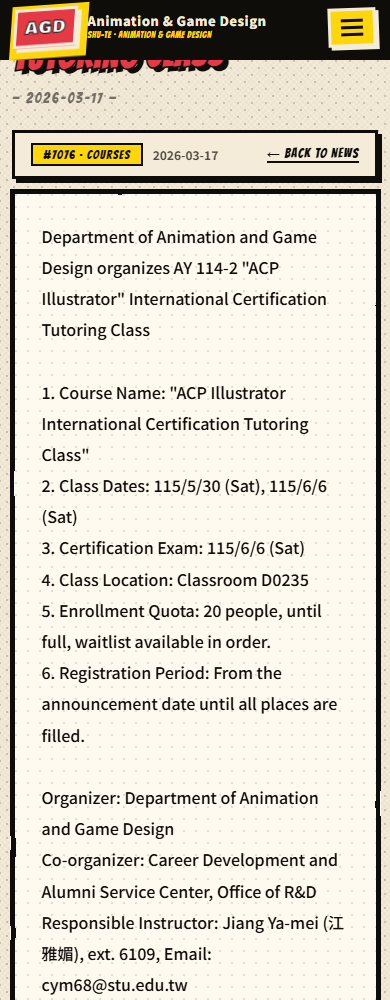 AGD
Animation & Game Design
SHU-TE · ANIMATION & GAME DESIGN
TUTORING CLASS
– 2026-03-17 –
#7076 · COURSES
2026-03-17
← BACK TO NEWS
Department of Animation and Game
Design organizes AY 114-2 "ACP
Illustrator" International Certification
Tutoring Class
1. Course Name: "ACP Illustrator
International Certification Tutoring
Class"
2. Class Dates: 115/5/30 (Sat), 115/6/6
(Sat)
3. Certification Exam: 115/6/6 (Sat)
4. Class Location: Classroom D0235
5. Enrollment Quota: 20 people, until
full, waitlist available in order.
6. Registration Period: From the
announcement date until all places are
filled.
Organizer: Department of Animation
and Game Design
Co-organizer: Career Development and
Alumni Service Center, Office of R&D
Responsible Instructor: Jiang Ya-mei (江
雅媚), ext. 6109, Email:
cym68@stu.edu.tw